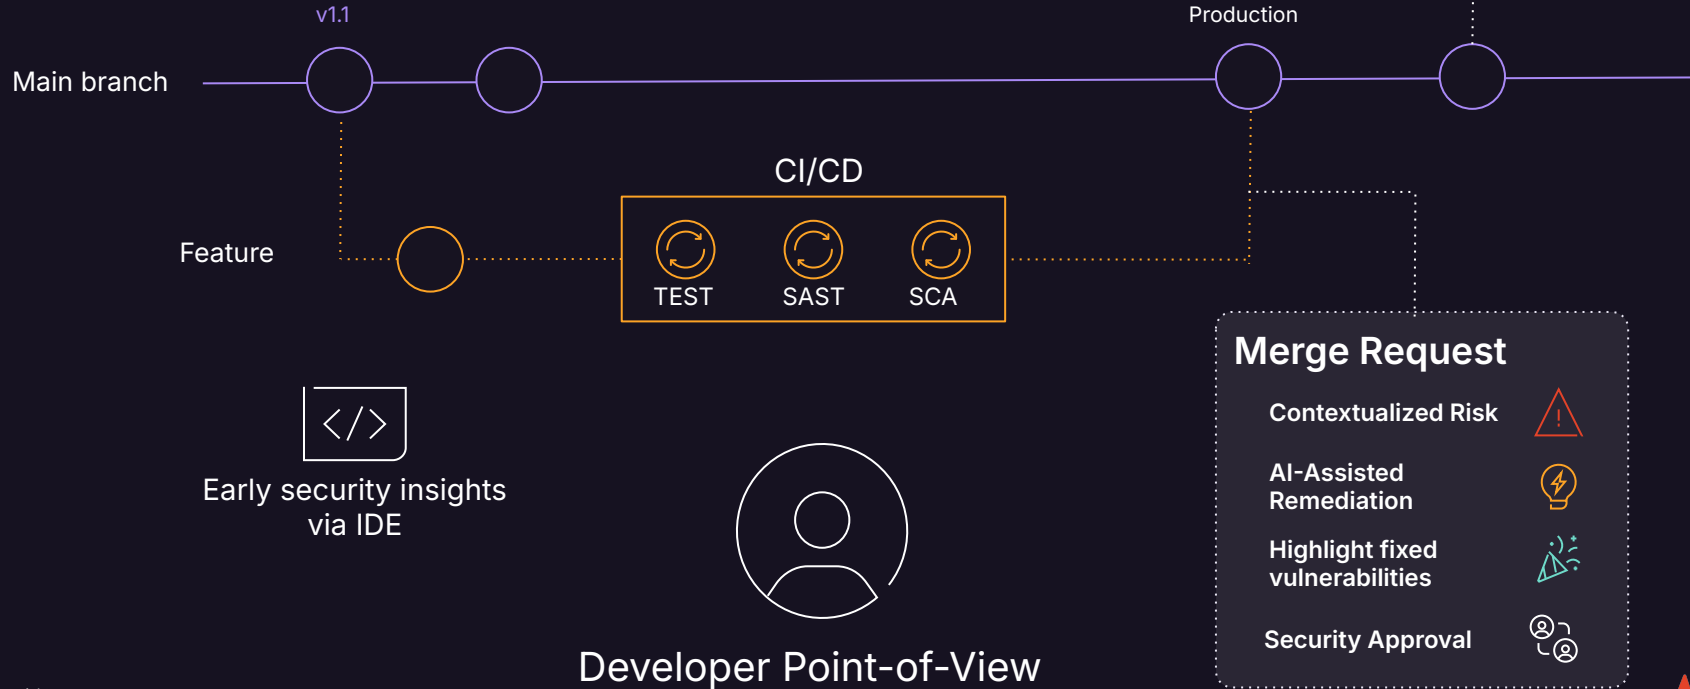 v1.1
Production
Main branch
CI/CD
Feature
TEST
SAST
SCA
Merge Request
Contextualized Risk
AI-Assisted
Remediation
Highlight fixed
vulnerabilities
Security Approval
</>
Early security insights
via IDE
Developer Point-of-View